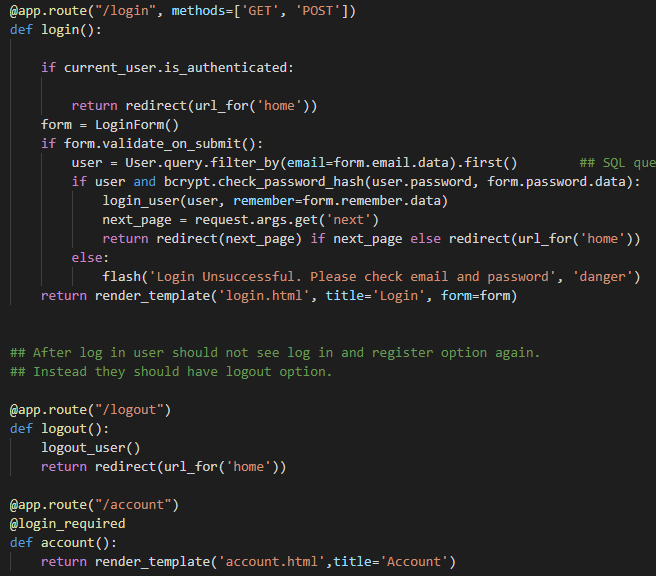 @app.route("/login", methods=['GET', 'POST'])
def login():
    if current_user.is_authenticated:
        return redirect(url_for('home'))
    form = LoginForm()
    if form.validate_on_submit():
        user = User.query.filter_by(email=form.email.data).first()        ## SQL que
        if user and bcrypt.check_password_hash(user.password, form.password.data):
            login_user(user, remember=form.remember.data)
            next_page = request.args.get('next')
            return redirect(next_page) if next_page else redirect(url_for('home'))
        else:
            flash('Login Unsuccessful. Please check email and password', 'danger')
    return render_template('login.html', title='Login', form=form)
## After log in user should not see log in and register option again.
## Instead they should have logout option.
@app.route("/logout")
def logout():
    logout_user()
    return redirect(url_for('home'))
@app.route("/account")
@login_required
def account():
    return render_template('account.html',title='Account')